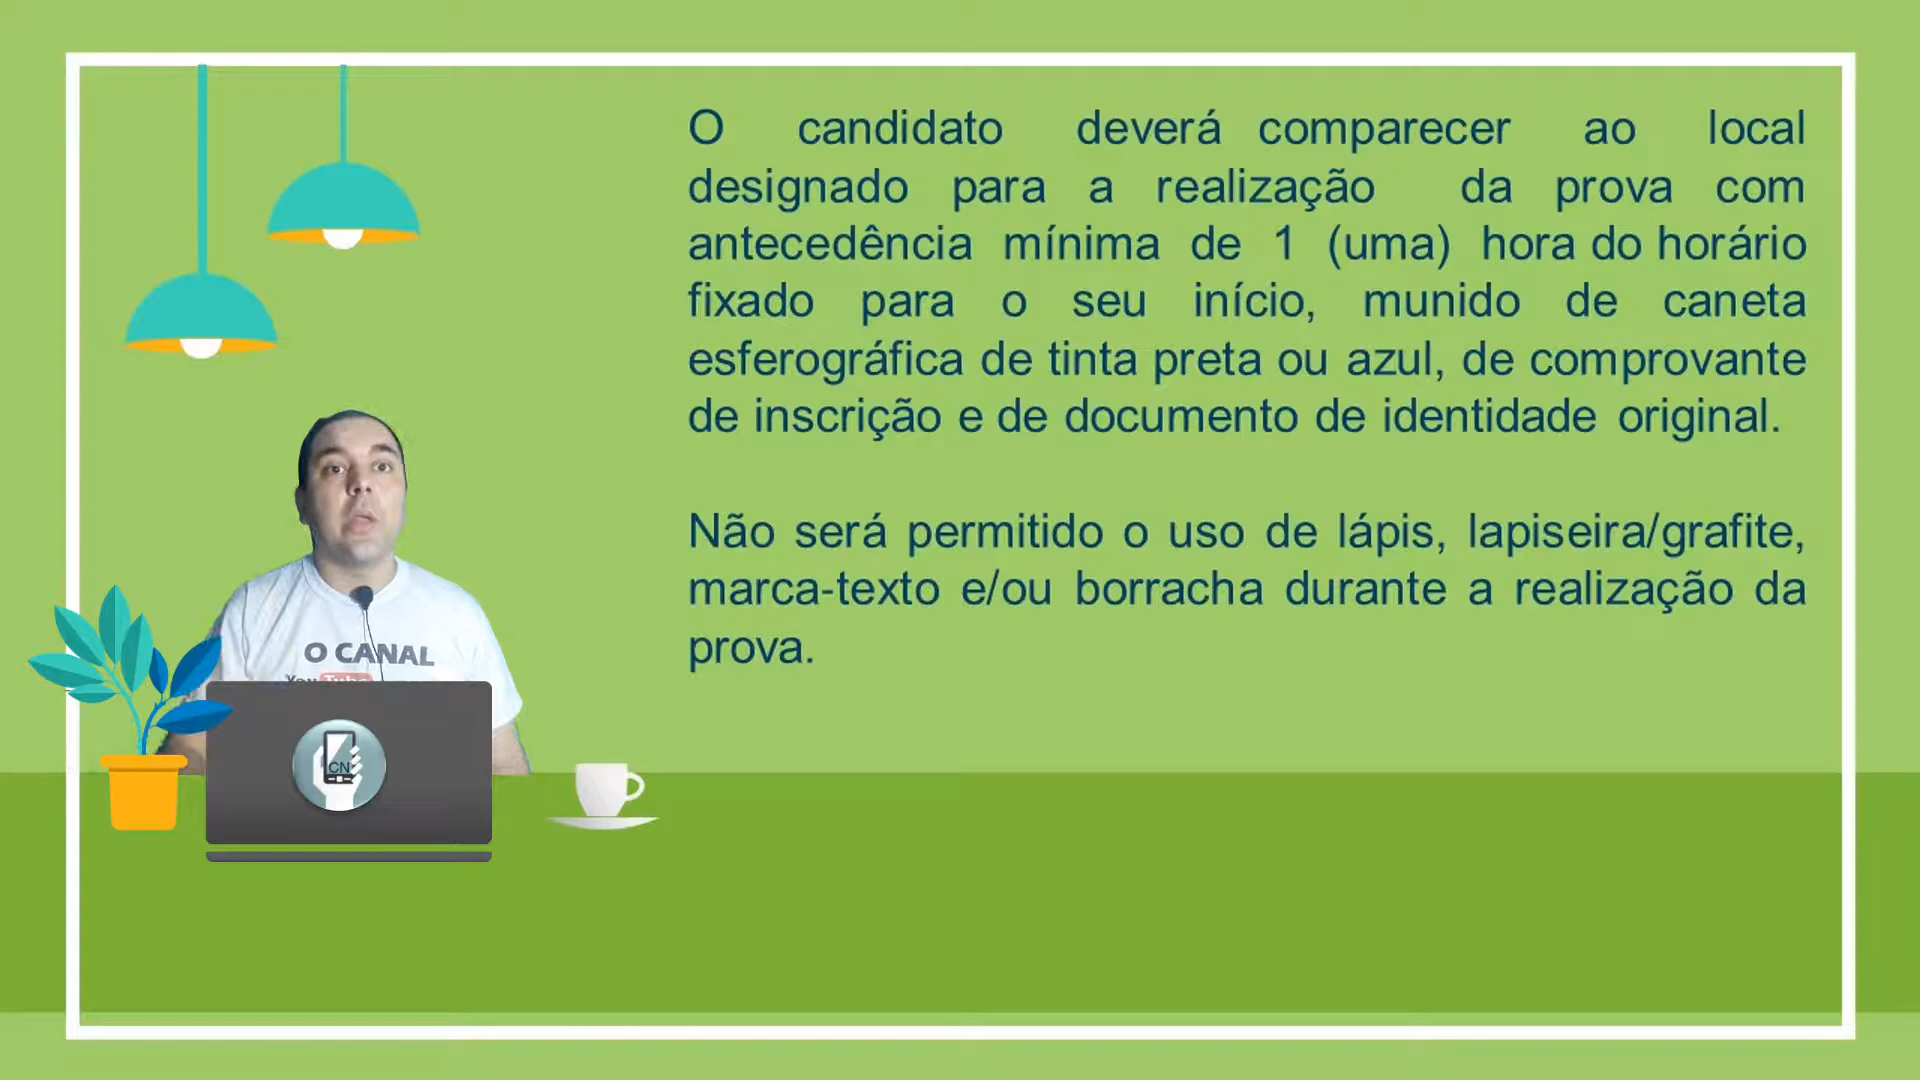 O candidato deverá comparecer ao local
designado para a realização da prova com
antecedência mínima de 1 (uma) hora do horário
fixado para o seu início, munido de caneta
esferográfica de tinta preta ou azul, de comprovante
de inscrição e de documento de identidade original.
Não será permitido o uso de lápis, lapiseira/grafite,
marca-texto e/ou borracha durante a realização da
prova.
O CANAL
YouTube
CN